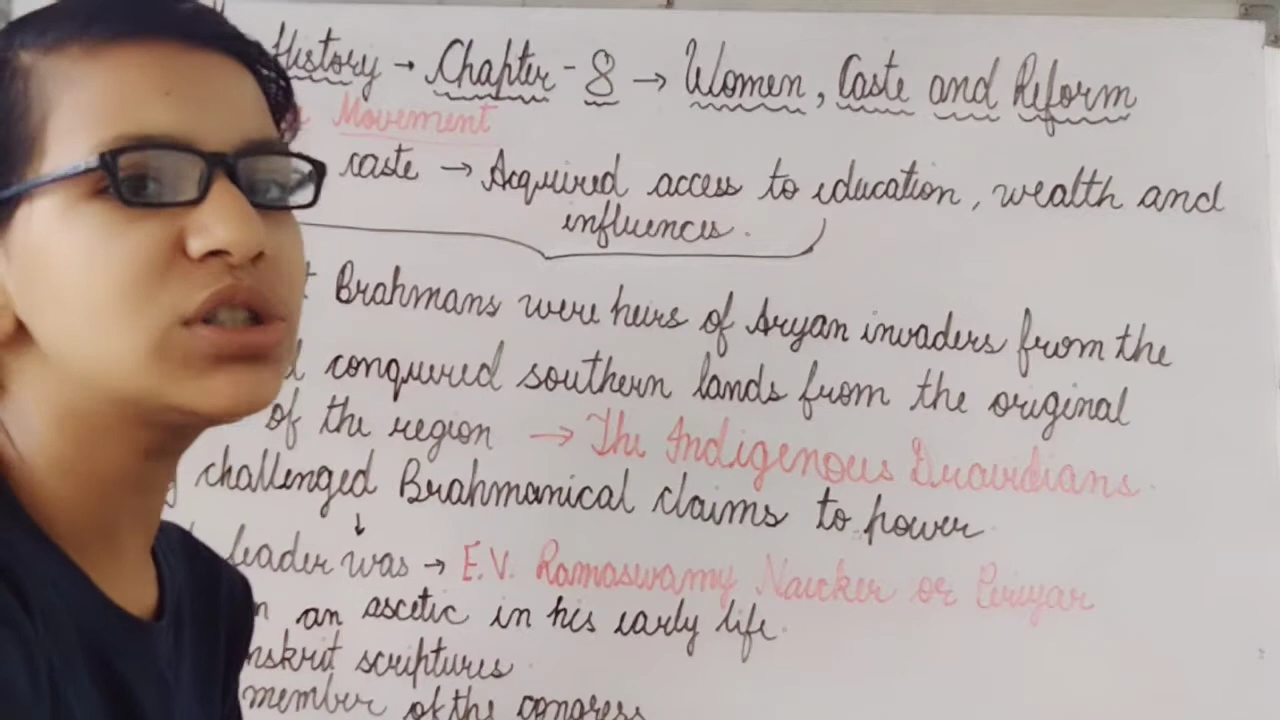 History → Chapter - 8 → Women, Caste and Reform
Movement
caste → Acquired access to education, wealth and
influences.
Brahmans were heirs of Aryan invaders from the
conquered southern lands from the original
of the region → The Indigenous Dravidians.
challenged Brahmanical claims to power
↓
leader was → E.V. Ramaswamy Naicker or Periyar
an ascetic in his early life.
scriptures
member of the congress